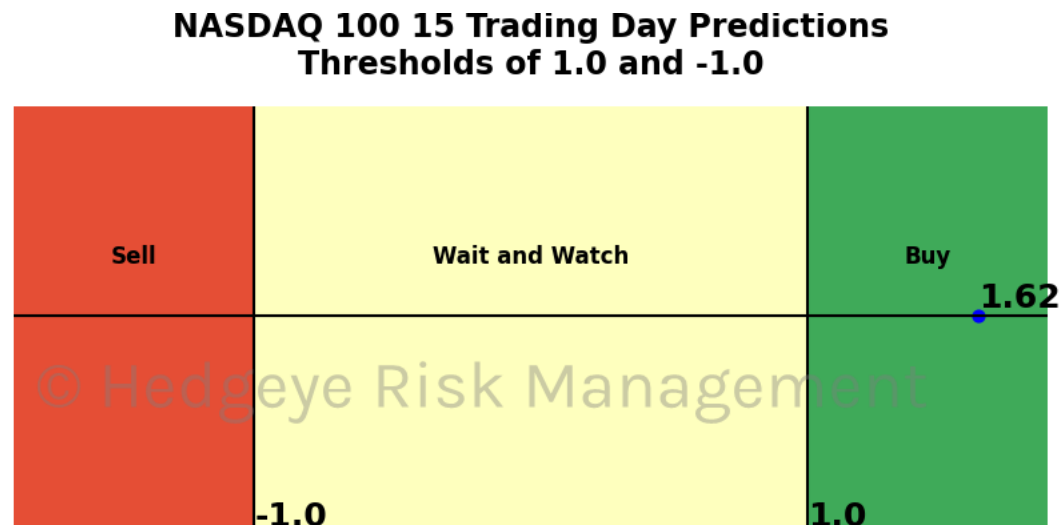 NASDAQ 100 15 Trading Day Predictions
Thresholds of 1.0 and -1.0
Sell
Wait and Watch
Buy
1.62
© Hedgeye Risk Management
-1.0
1.0